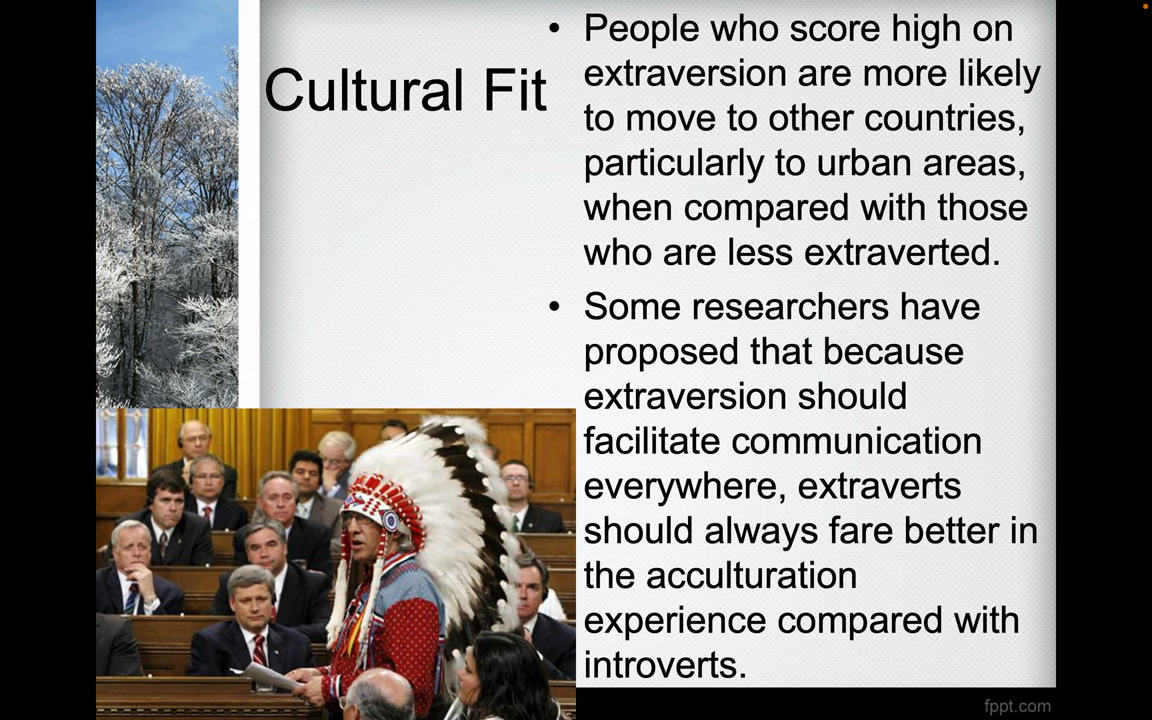 Cultural Fit
• People who score high on
extraversion are more likely
to move to other countries,
particularly to urban areas,
when compared with those
who are less extraverted.
• Some researchers have
proposed that because
extraversion should
facilitate communication
everywhere, extraverts
should always fare better in
the acculturation
experience compared with
introverts.
fppt.com